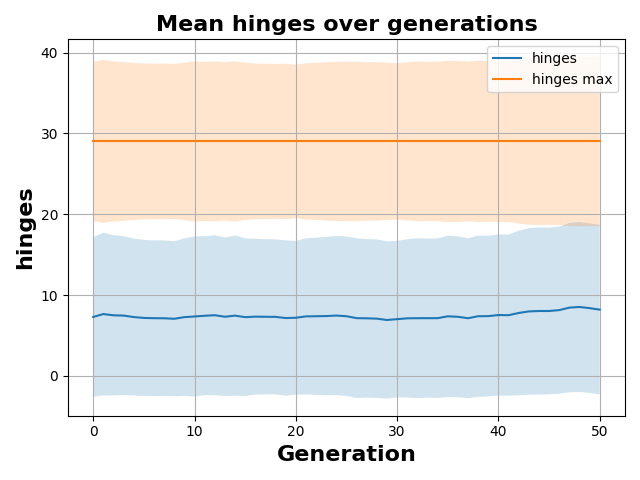 Mean hinges over generations
hinges
hinges max
40
30
20
10
0
hinges
0 10 20 30 40 50
Generation